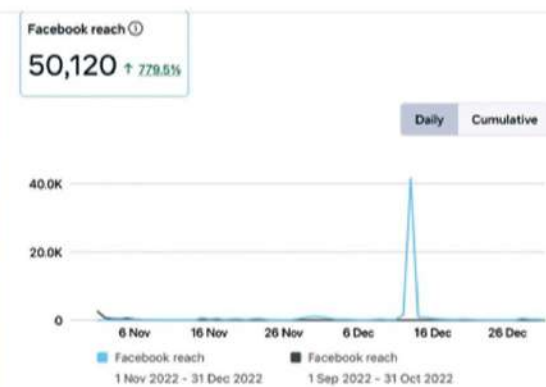 Facebook reach ⓘ
50,120 ↑ 779.5%
Daily Cumulative
40.0K
20.0K
0
6 Nov 16 Nov 26 Nov 6 Dec 16 Dec 26 Dec
Facebook reach Facebook reach
1 Nov 2022 - 31 Dec 2022 1 Sep 2022 - 31 Oct 2022